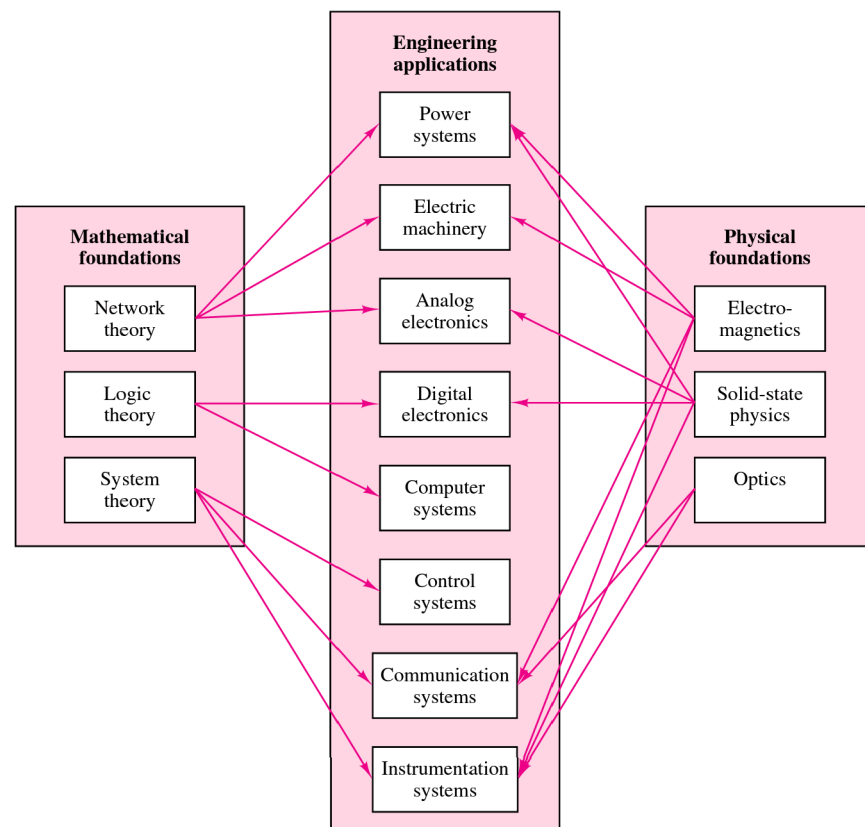 Engineering
applications
Power
systems
Electric
machinery
Analog
electronics
Digital
electronics
Computer
systems
Control
systems
Communication
systems
Instrumentation
systems
Mathematical
foundations
Network
theory
Logic
theory
System
theory
Physical
foundations
Electro-
magnetics
Solid-state
physics
Optics